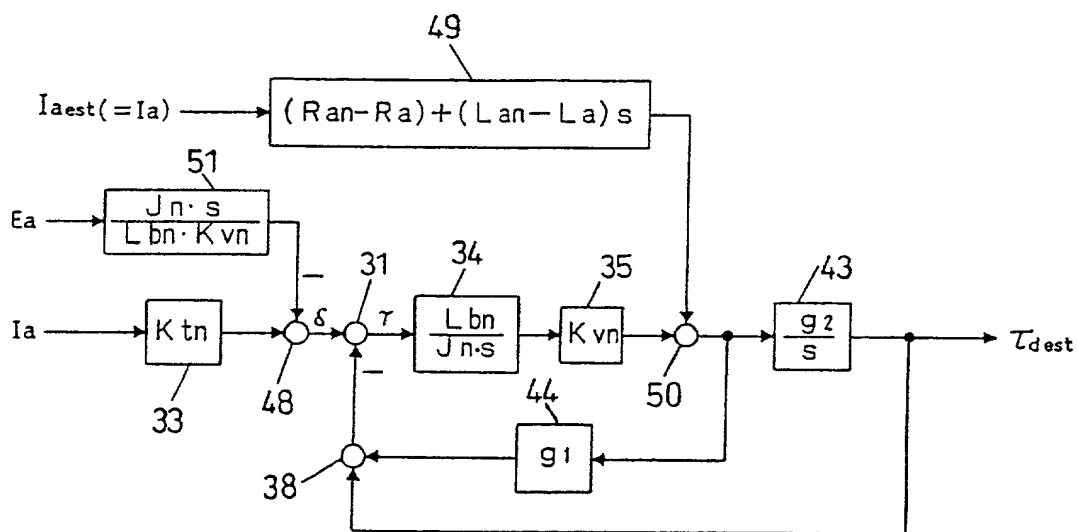 49
Iaest(=Ia)
(Ran-Ra)+(Lan-La)s
51
Ea
Jn·s
Lbn·Kvn
−
31
34
35
43
Ia
Ktn
δ
γ
Lbn
Jn·s
Kvn
g2
s
τdest
33
48
−
50
44
g1
38